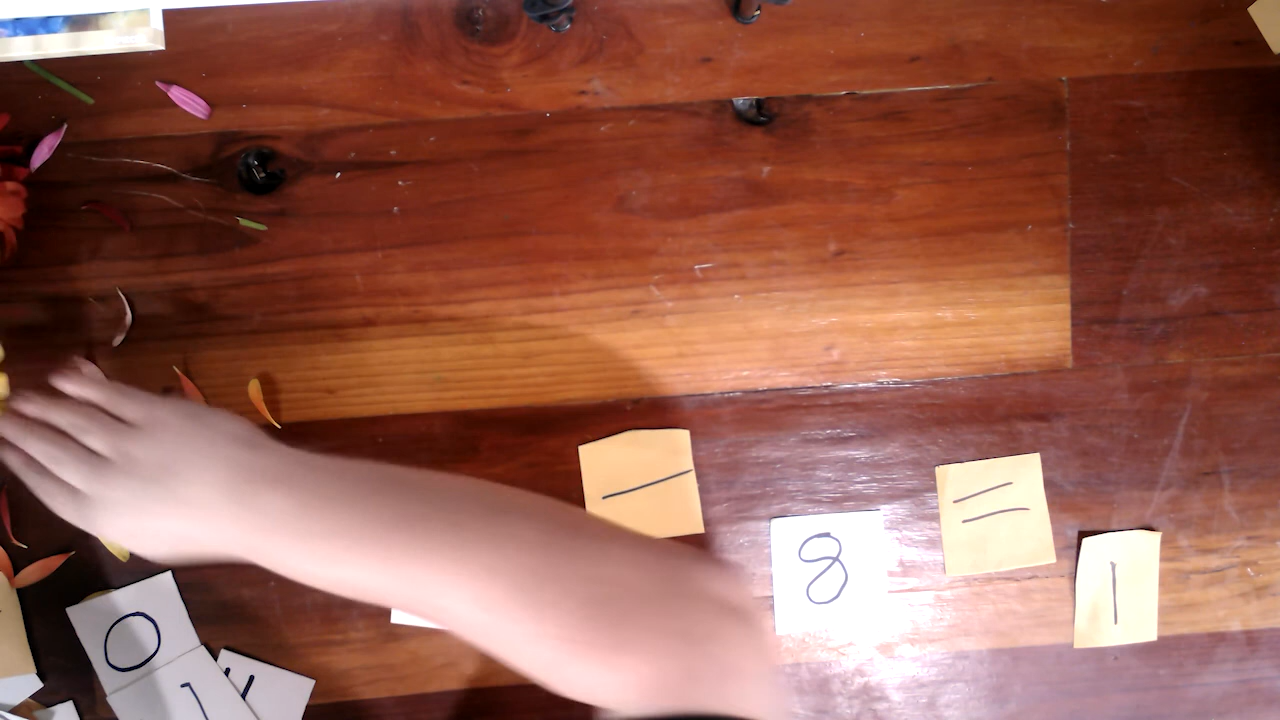 − 8 = 1
0